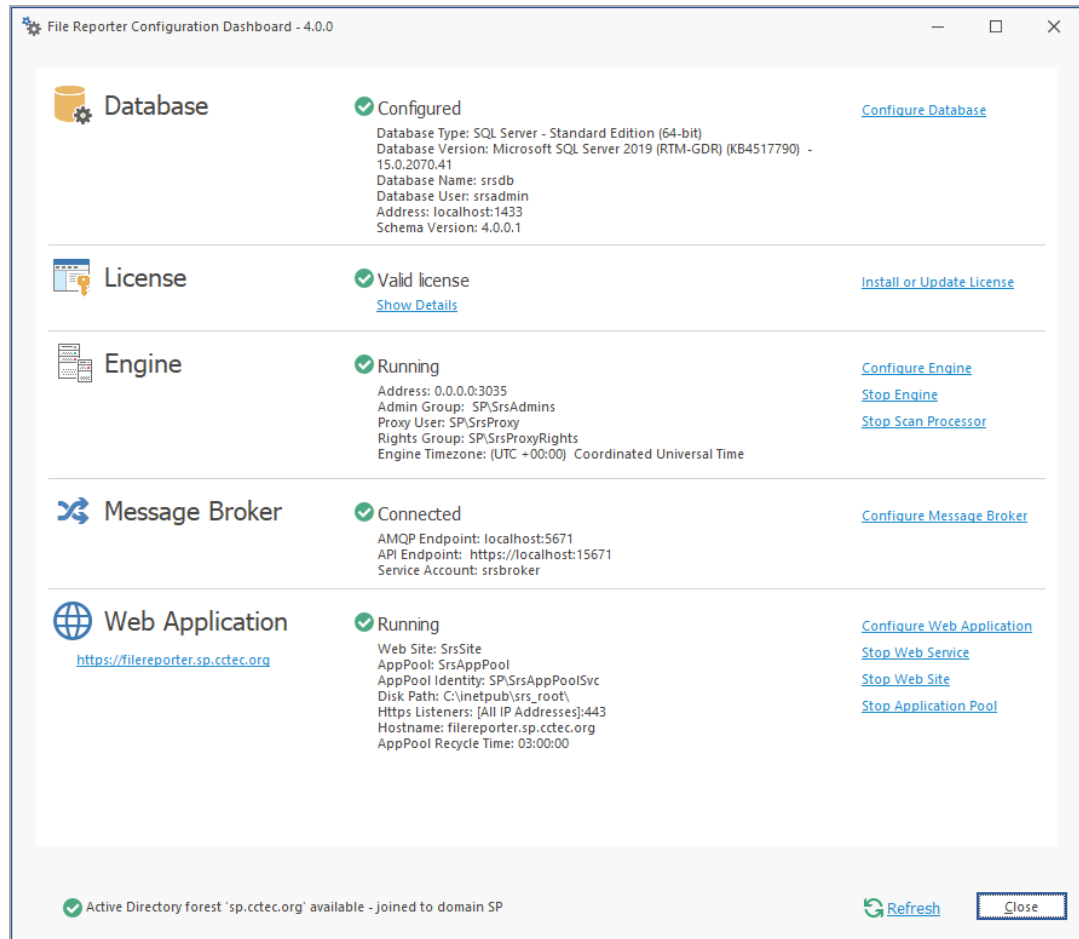 File Reporter Configuration Dashboard - 4.0.0
Database
Configured
Configure Database
Database Type: SQL Server - Standard Edition (64-bit)
Database Version: Microsoft SQL Server 2019 (RTM-GDR) (KB4517790)  -
15.0.2070.41
Database Name: srsdb
Database User: srsadmin
Address: localhost:1433
Schema Version: 4.0.0.1
License
Valid license
Install or Update License
Show Details
Engine
Running
Configure Engine
Address: 0.0.0.0:3035
Stop Engine
Admin Group:  SP\SrsAdmins
Proxy User: SP\SrsProxy
Stop Scan Processor
Rights Group: SP\SrsProxyRights
Engine Timezone: (UTC +00:00)  Coordinated Universal Time
Message Broker
Connected
Configure Message Broker
AMQP Endpoint: localhost:5671
API Endpoint:  https://localhost:15671
Service Account: srsbroker
Web Application
Running
Configure Web Application
https://filereporter.sp.cctec.org
Web Site: SrsSite
Stop Web Service
AppPool: SrsAppPool
AppPool Identity: SP\SrsAppPoolSvc
Stop Web Site
Disk Path: C:\inetpub\srs_root\
Https Listeners: [All IP Addresses]:443
Stop Application Pool
Hostname: filereporter.sp.cctec.org
AppPool Recycle Time: 03:00:00
Active Directory forest 'sp.cctec.org' available - joined to domain SP
Refresh
Close